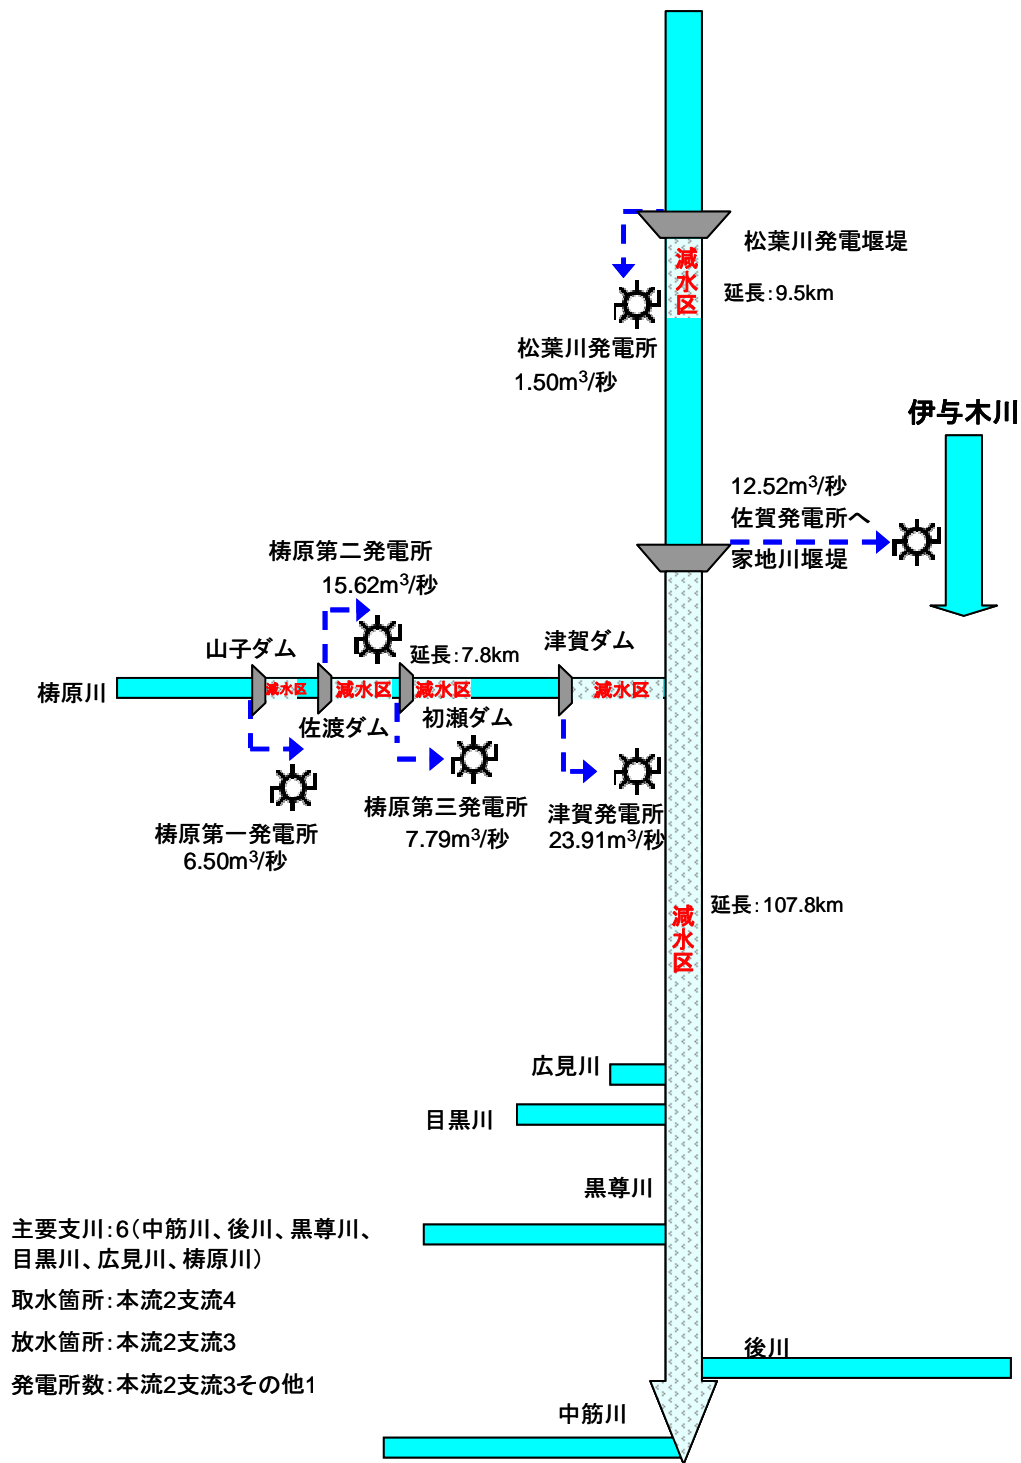 松葉川発電堰堤
減水区
延長：9.5km
松葉川発電所
1.50m³/秒
伊与木川
12.52m³/秒
佐賀発電所へ
家地川堰堤
梼原第二発電所
15.62m³/秒
山子ダム
延長：7.8km
津賀ダム
梼原川
減水区
減水区
減水区
減水区
佐渡ダム
初瀬ダム
梼原第一発電所
6.50m³/秒
梼原第三発電所
7.79m³/秒
津賀発電所
23.91m³/秒
延長：107.8km
減水区
広見川
目黒川
黒尊川
主要支川：6（中筋川、後川、黒尊川、
目黒川、広見川、梼原川）
取水箇所：本流2支流4
放水箇所：本流2支流3
発電所数：本流2支流3その他1
後川
中筋川